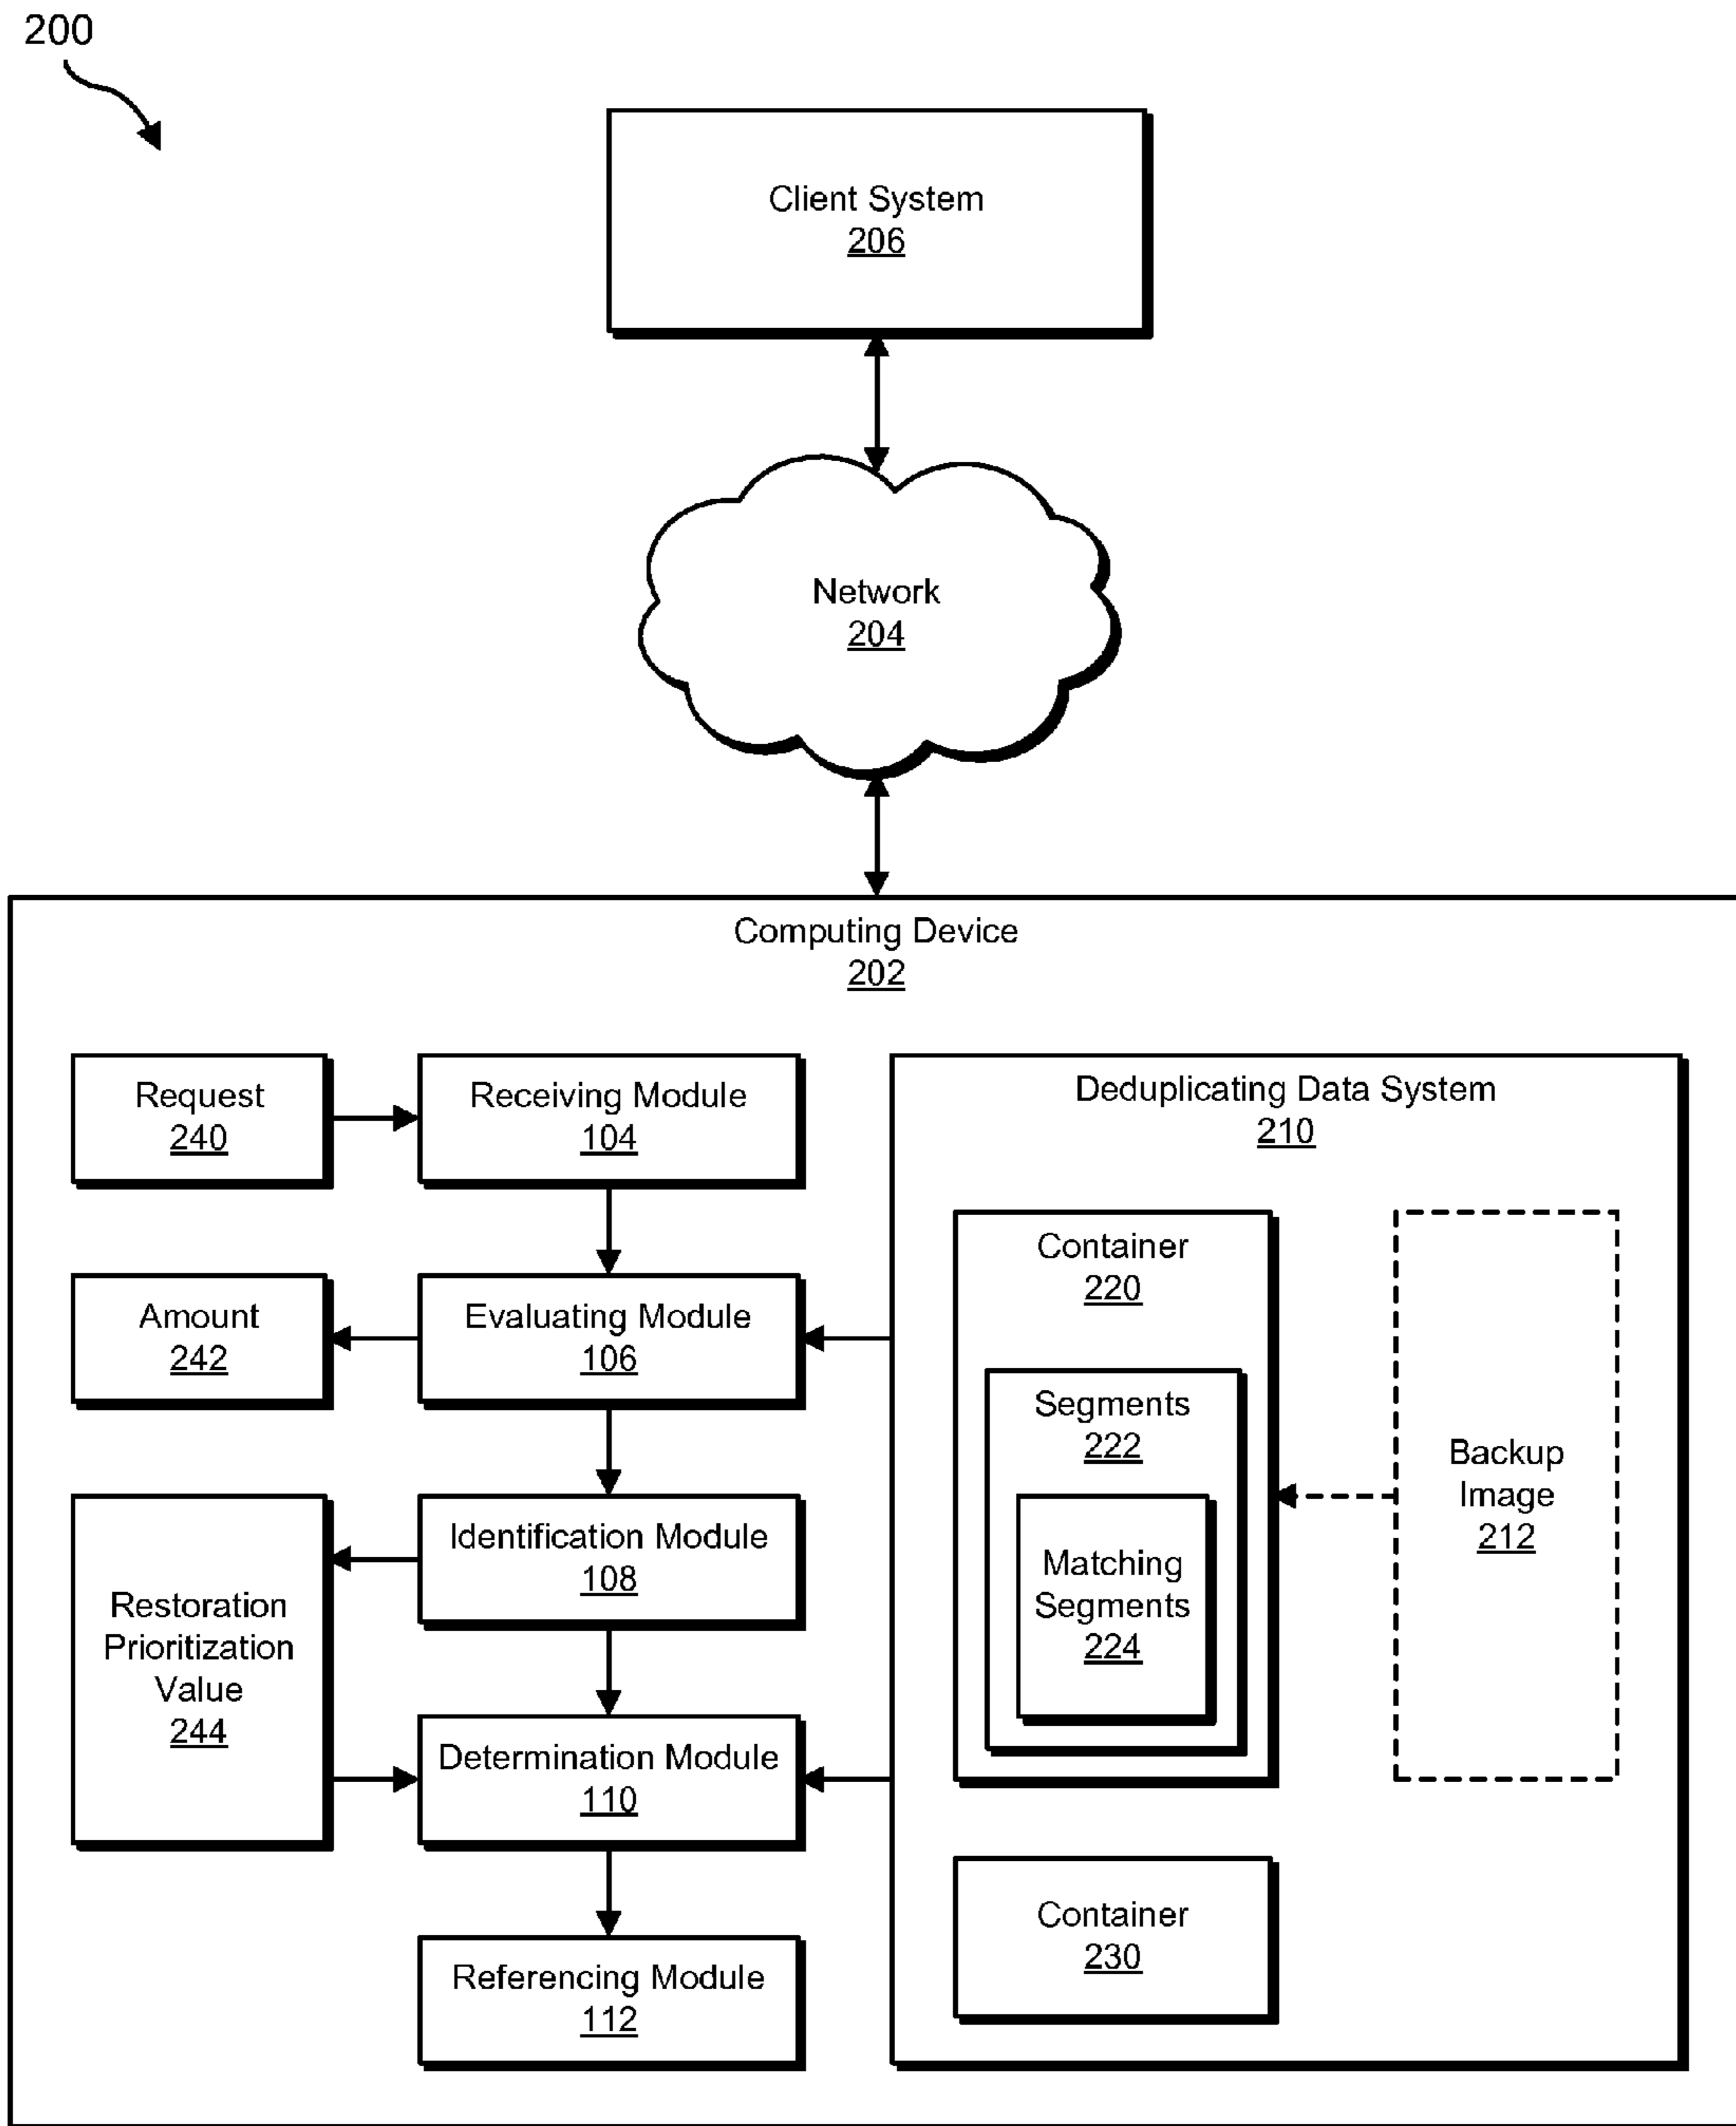 200
Client System
206
Network
204
Computing Device
202
Request
240
Receiving Module
104
Amount
242
Evaluating Module
106
Restoration
Prioritization
Value
244
Identification Module
108
Determination Module
110
Referencing Module
112
Deduplicating Data System
210
Container
220
Segments
222
Matching
Segments
224
Backup
Image
212
Container
230